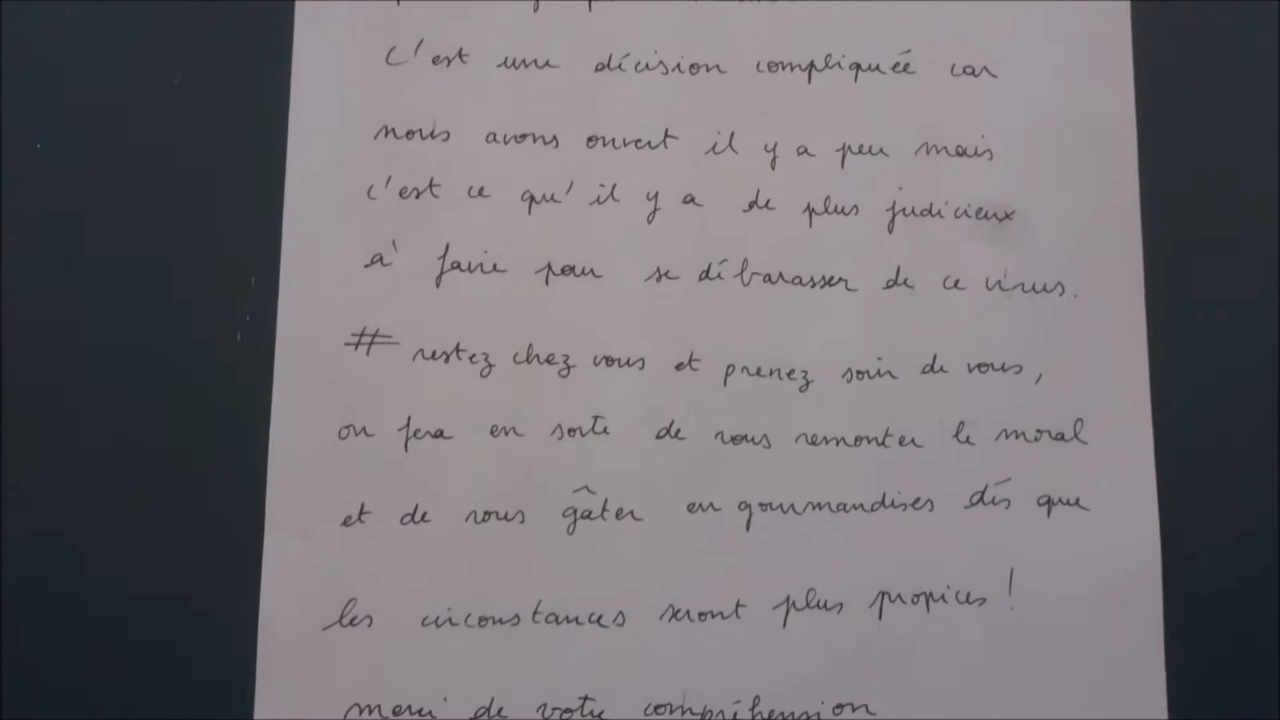 C'est une décision compliquée car
nous avons ouvert il y a peu mais
c'est ce qu'il y a de plus judicieux
à faire pour se débarasser de ce virus.
# restez chez vous et prenez soin de vous,
on fera en sorte de vous remonter le moral
et de vous gâter en gourmandises dés que
les circonstances seront plus propices !
merci de votre compréhension